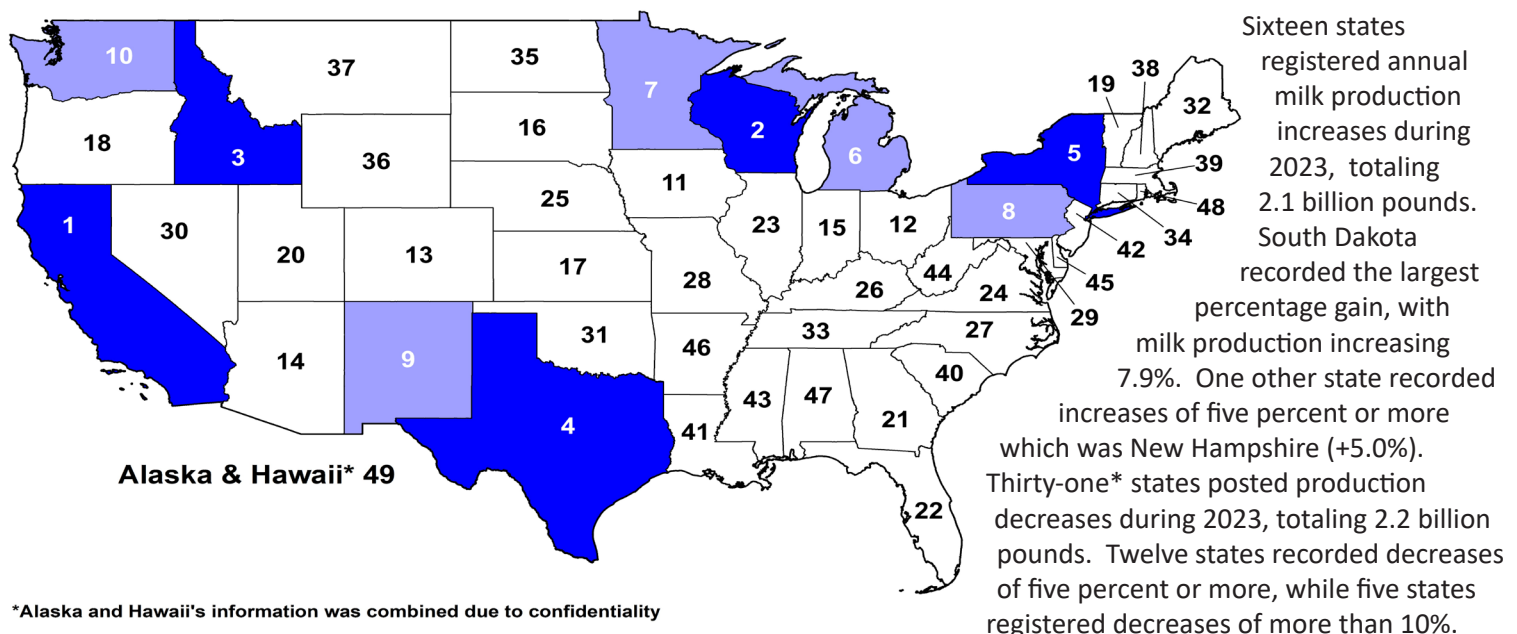 Sixteen states
registered annual
milk production
increases during
2023, totaling
2.1 billion pounds.
South Dakota
recorded the largest
percentage gain, with
milk production increasing
7.9%. One other state recorded
increases of five percent or more
which was New Hampshire (+5.0%).
Thirty-one* states posted production
decreases during 2023, totaling 2.2 billion
pounds. Twelve states recorded decreases
of five percent or more, while five states
registered decreases of more than 10%.
10
37
35
7
2
6
5
19
38
32
18
3
36
16
11
39
48
34
42
1
30
20
13
25
17
23
15
12
8
45
29
28
26
44
24
14
9
31
46
33
27
40
4
41
43
47
21
22
Alaska & Hawaii* 49
*Alaska and Hawaii's information was combined due to confidentiality